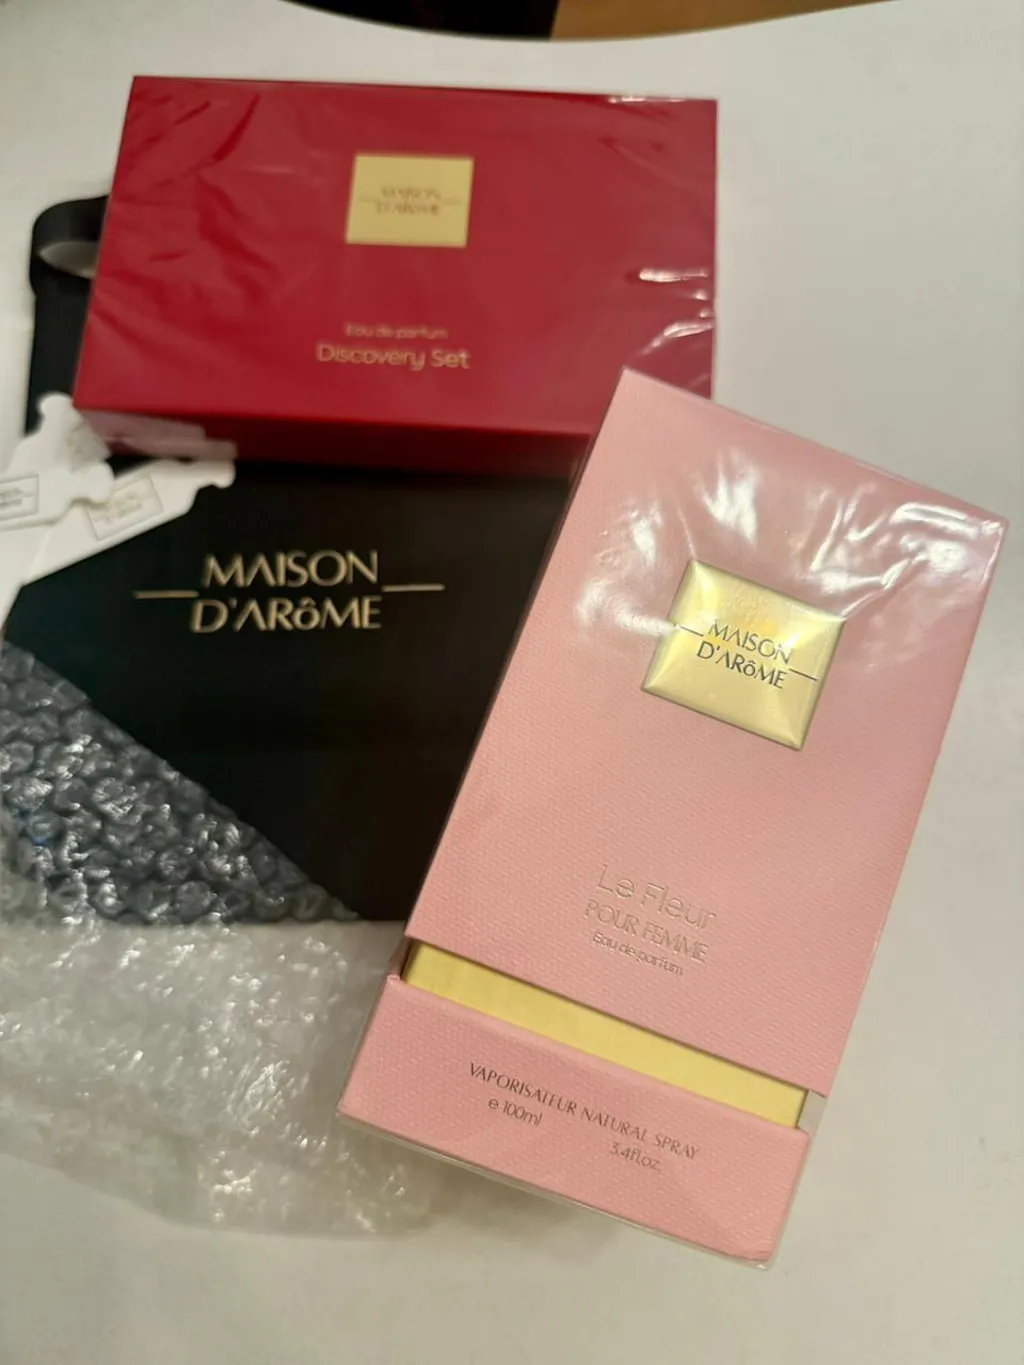 MAISON
D'ARôME
Eau de parfum
Discovery Set
MAISON
D'ARôME
MAISON
D'ARôME
Le Fleur
POUR FEMME
Eau de parfum
VAPORISATEUR NATURAL SPRAY
e 100ml 3.4fl.oz.